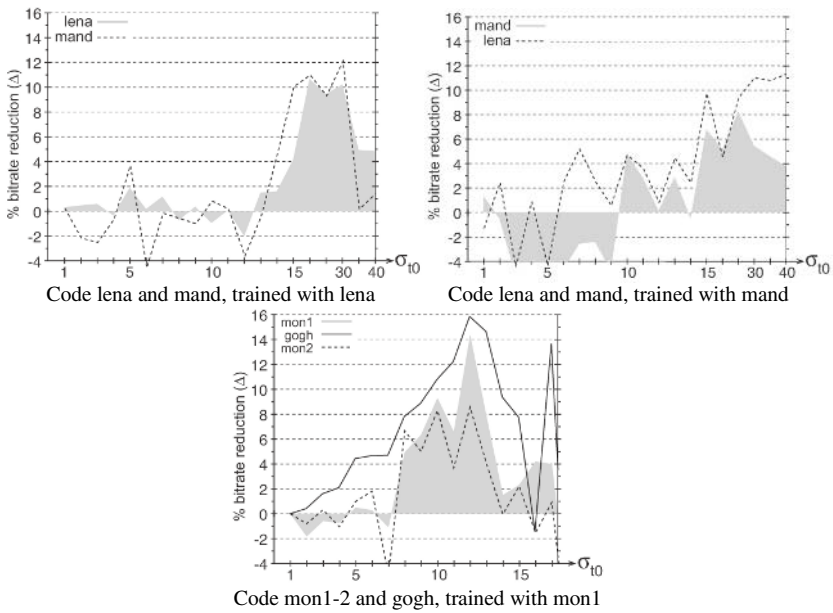 lena
mand
% bitrate reduction (Δ)
16
14
12
10
8
6
4
2
0
-2
-4
1 5 10 15 30 40
σt0
Code lena and mand, trained with lena
mand
lena
% bitrate reduction (Δ)
16
14
12
10
8
6
4
2
0
-2
-4
1 5 10 15 30 40
σt0
Code lena and mand, trained with mand
mon1
gogh
mon2
% bitrate reduction (Δ)
16
14
12
10
8
6
4
2
0
-2
-4
1 5 10 15
σt0
Code mon1-2 and gogh, trained with mon1